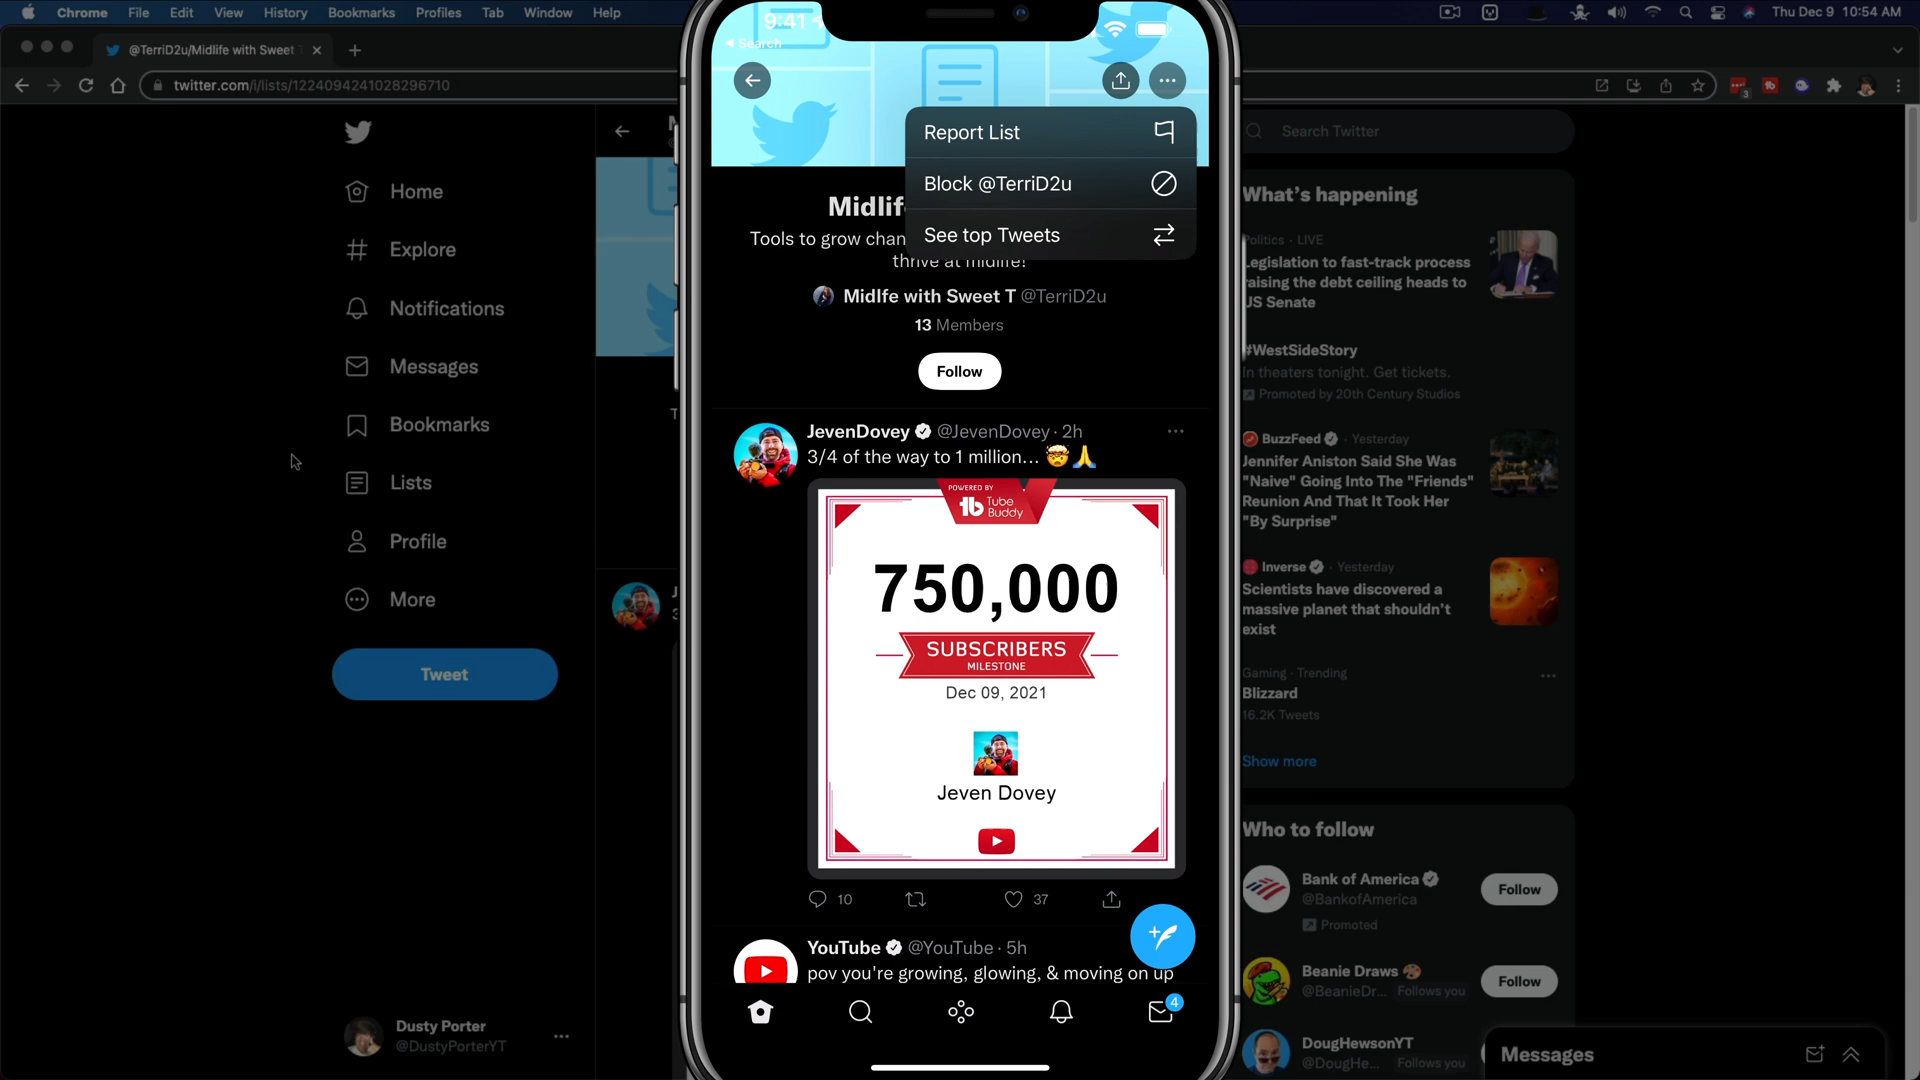 Chrome File Edit View History Bookmarks Profiles Tab Window Help
Thu Dec 9 10:54 AM
@TerriD2u/Midlife with Sweet T
twitter.com/i/lists/1224094241028296710
3
Home
Explore
Notifications
Messages
Bookmarks
Lists
Profile
More
Tweet
Dusty Porter
@DustyPorterYT
9:41
Search
Report List
Block @TerriD2u
See top Tweets
Midlif
Tools to grow chan
thrive at midlife!
Midlfe with Sweet T @TerriD2u
13 Members
Follow
JevenDovey @JevenDovey · 2h
3/4 of the way to 1 million... 🤯🙏
POWERED BY
tb Tube
Buddy
750,000
SUBSCRIBERS
MILESTONE
Dec 09, 2021
Jeven Dovey
10
37
YouTube @YouTube · 5h
pov you're growing, glowing, & moving on up
4
Search Twitter
What's happening
Politics · LIVE
Legislation to fast-track process
raising the debt ceiling heads to
US Senate
#WestSideStory
In theaters tonight. Get tickets.
Promoted by 20th Century Studios
BuzzFeed · Yesterday
Jennifer Aniston Said She Was
"Naive" Going Into The "Friends"
Reunion And That It Took Her
"By Surprise"
Inverse · Yesterday
Scientists have discovered a
massive planet that shouldn't
exist
Gaming · Trending
Blizzard
16.2K Tweets
Show more
Who to follow
Bank of America
@BankofAmerica
Promoted
Follow
Beanie Draws 🎨
@BeanieDr... Follows you
Follow
DougHewsonYT
@DougHe... Follows you
Messages